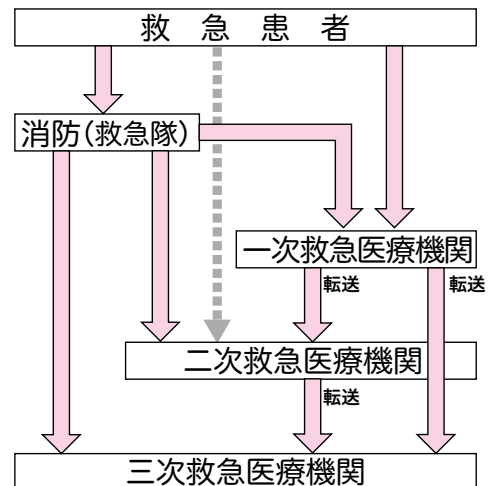 救急患者
消防(救急隊)
一次救急医療機関
転送
転送
二次救急医療機関
転送
三次救急医療機関